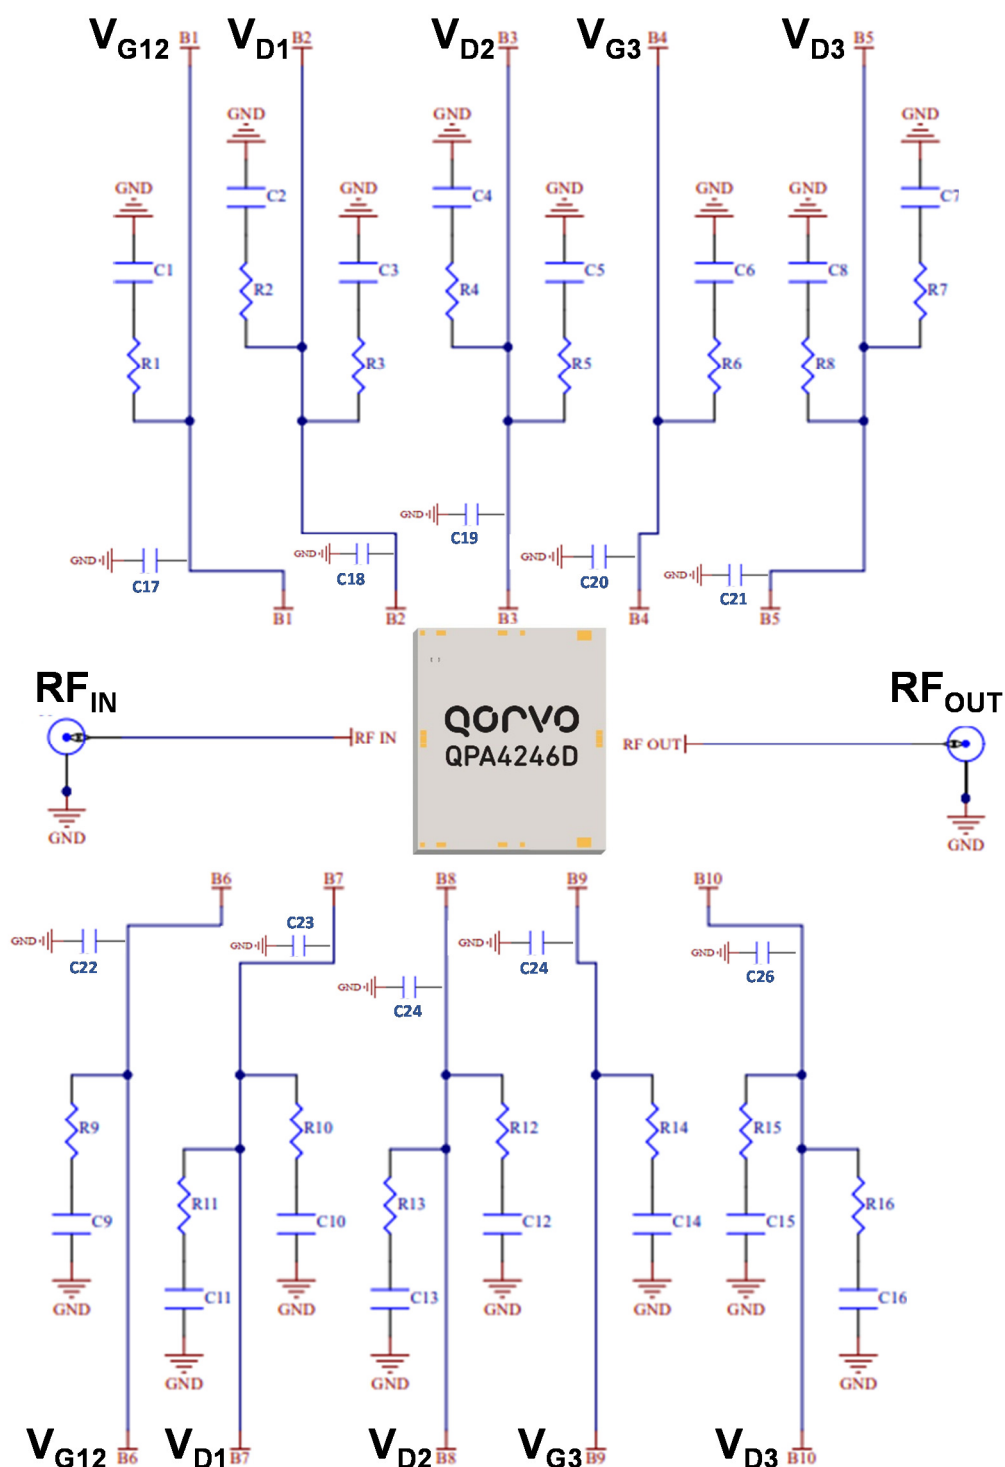 VG12 B1 VD1 B2 VD2 B3 VG3 B4 VD3 B5
GND GND GND
GND GND GND GND GND
C2 C4 C7
C1 C3 C5 C6 C8
R2 R4 R7
R1 R3 R5 R6 R8
GND C19
GND C17 GND C18 GND C20 GND C21
B1 B2 B3 B4 B5
RFIN RFOUT
QORVO
QPA4246D
RF IN RF OUT
GND GND
B6 B7 B8 B9 B10
GND C22 GND C23 GND C24 GND C26
GND C24
R9 R10 R12 R14 R15
R11 R13 R16
C9 C10 C12 C14 C15
C11 C13 C16
GND GND GND GND GND
GND GND GND
VG12 B6 VD1 B7 VD2 B8 VG3 B9 VD3 B10